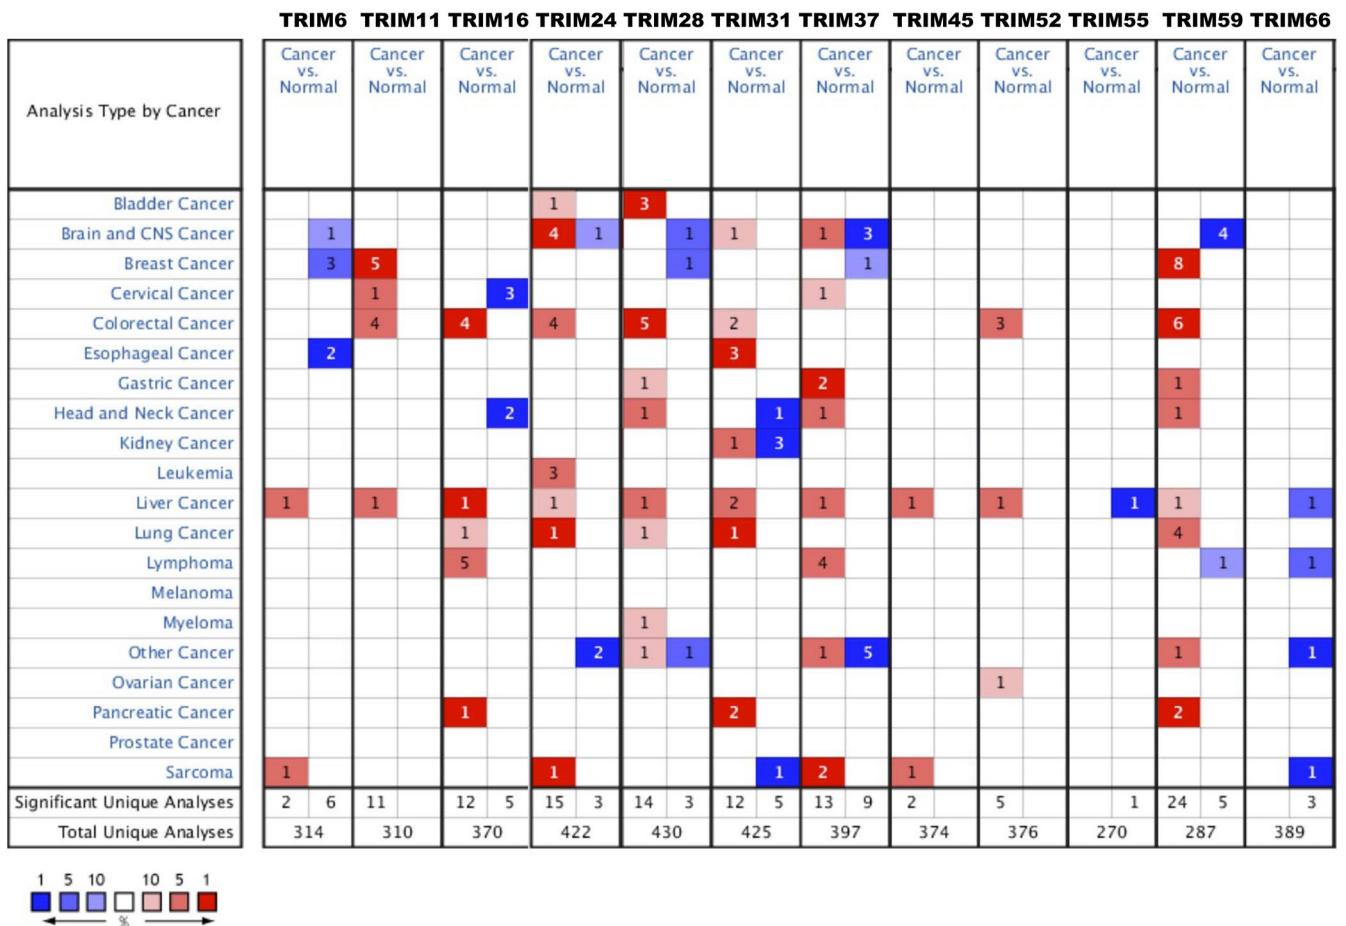 TRIM6 TRIM11 TRIM16 TRIM24 TRIM28 TRIM31 TRIM37 TRIM45 TRIM52 TRIM55 TRIM59 TRIM66
Analysis Type by Cancer
Cancer vs. Normal Cancer vs. Normal Cancer vs. Normal Cancer vs. Normal Cancer vs. Normal Cancer vs. Normal Cancer vs. Normal Cancer vs. Normal Cancer vs. Normal Cancer vs. Normal Cancer vs. Normal Cancer vs. Normal
Bladder Cancer 1 3
Brain and CNS Cancer 1 4 1 1 1 1 3 4
Breast Cancer 3 5 1 1 8
Cervical Cancer 1 3 1
Colorectal Cancer 4 4 4 5 2 3 6
Esophageal Cancer 2 3
Gastric Cancer 1 2 1
Head and Neck Cancer 2 1 1 1 1
Kidney Cancer 1 3
Leukemia 3
Liver Cancer 1 1 1 1 1 2 1 1 1 1 1 1
Lung Cancer 1 1 1 1 4
Lymphoma 5 4 1 1
Melanoma
Myeloma 1
Other Cancer 2 1 1 1 5 1 1
Ovarian Cancer 1
Pancreatic Cancer 1 2 2
Prostate Cancer
Sarcoma 1 1 1 2 1 1
Significant Unique Analyses 2 6 11 12 5 15 3 14 3 12 5 13 9 2 5 1 24 5 3
Total Unique Analyses 314 310 370 422 430 425 397 374 376 270 287 389
1 5 10 10 5 1
%